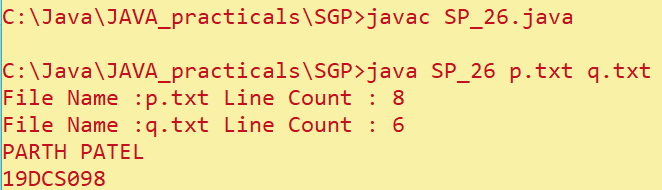 C:\Java\JAVA_practicals\SGP>javac SP_26.java
C:\Java\JAVA_practicals\SGP>java SP_26 p.txt q.txt
File Name :p.txt Line Count : 8
File Name :q.txt Line Count : 6
PARTH PATEL
19DCS098